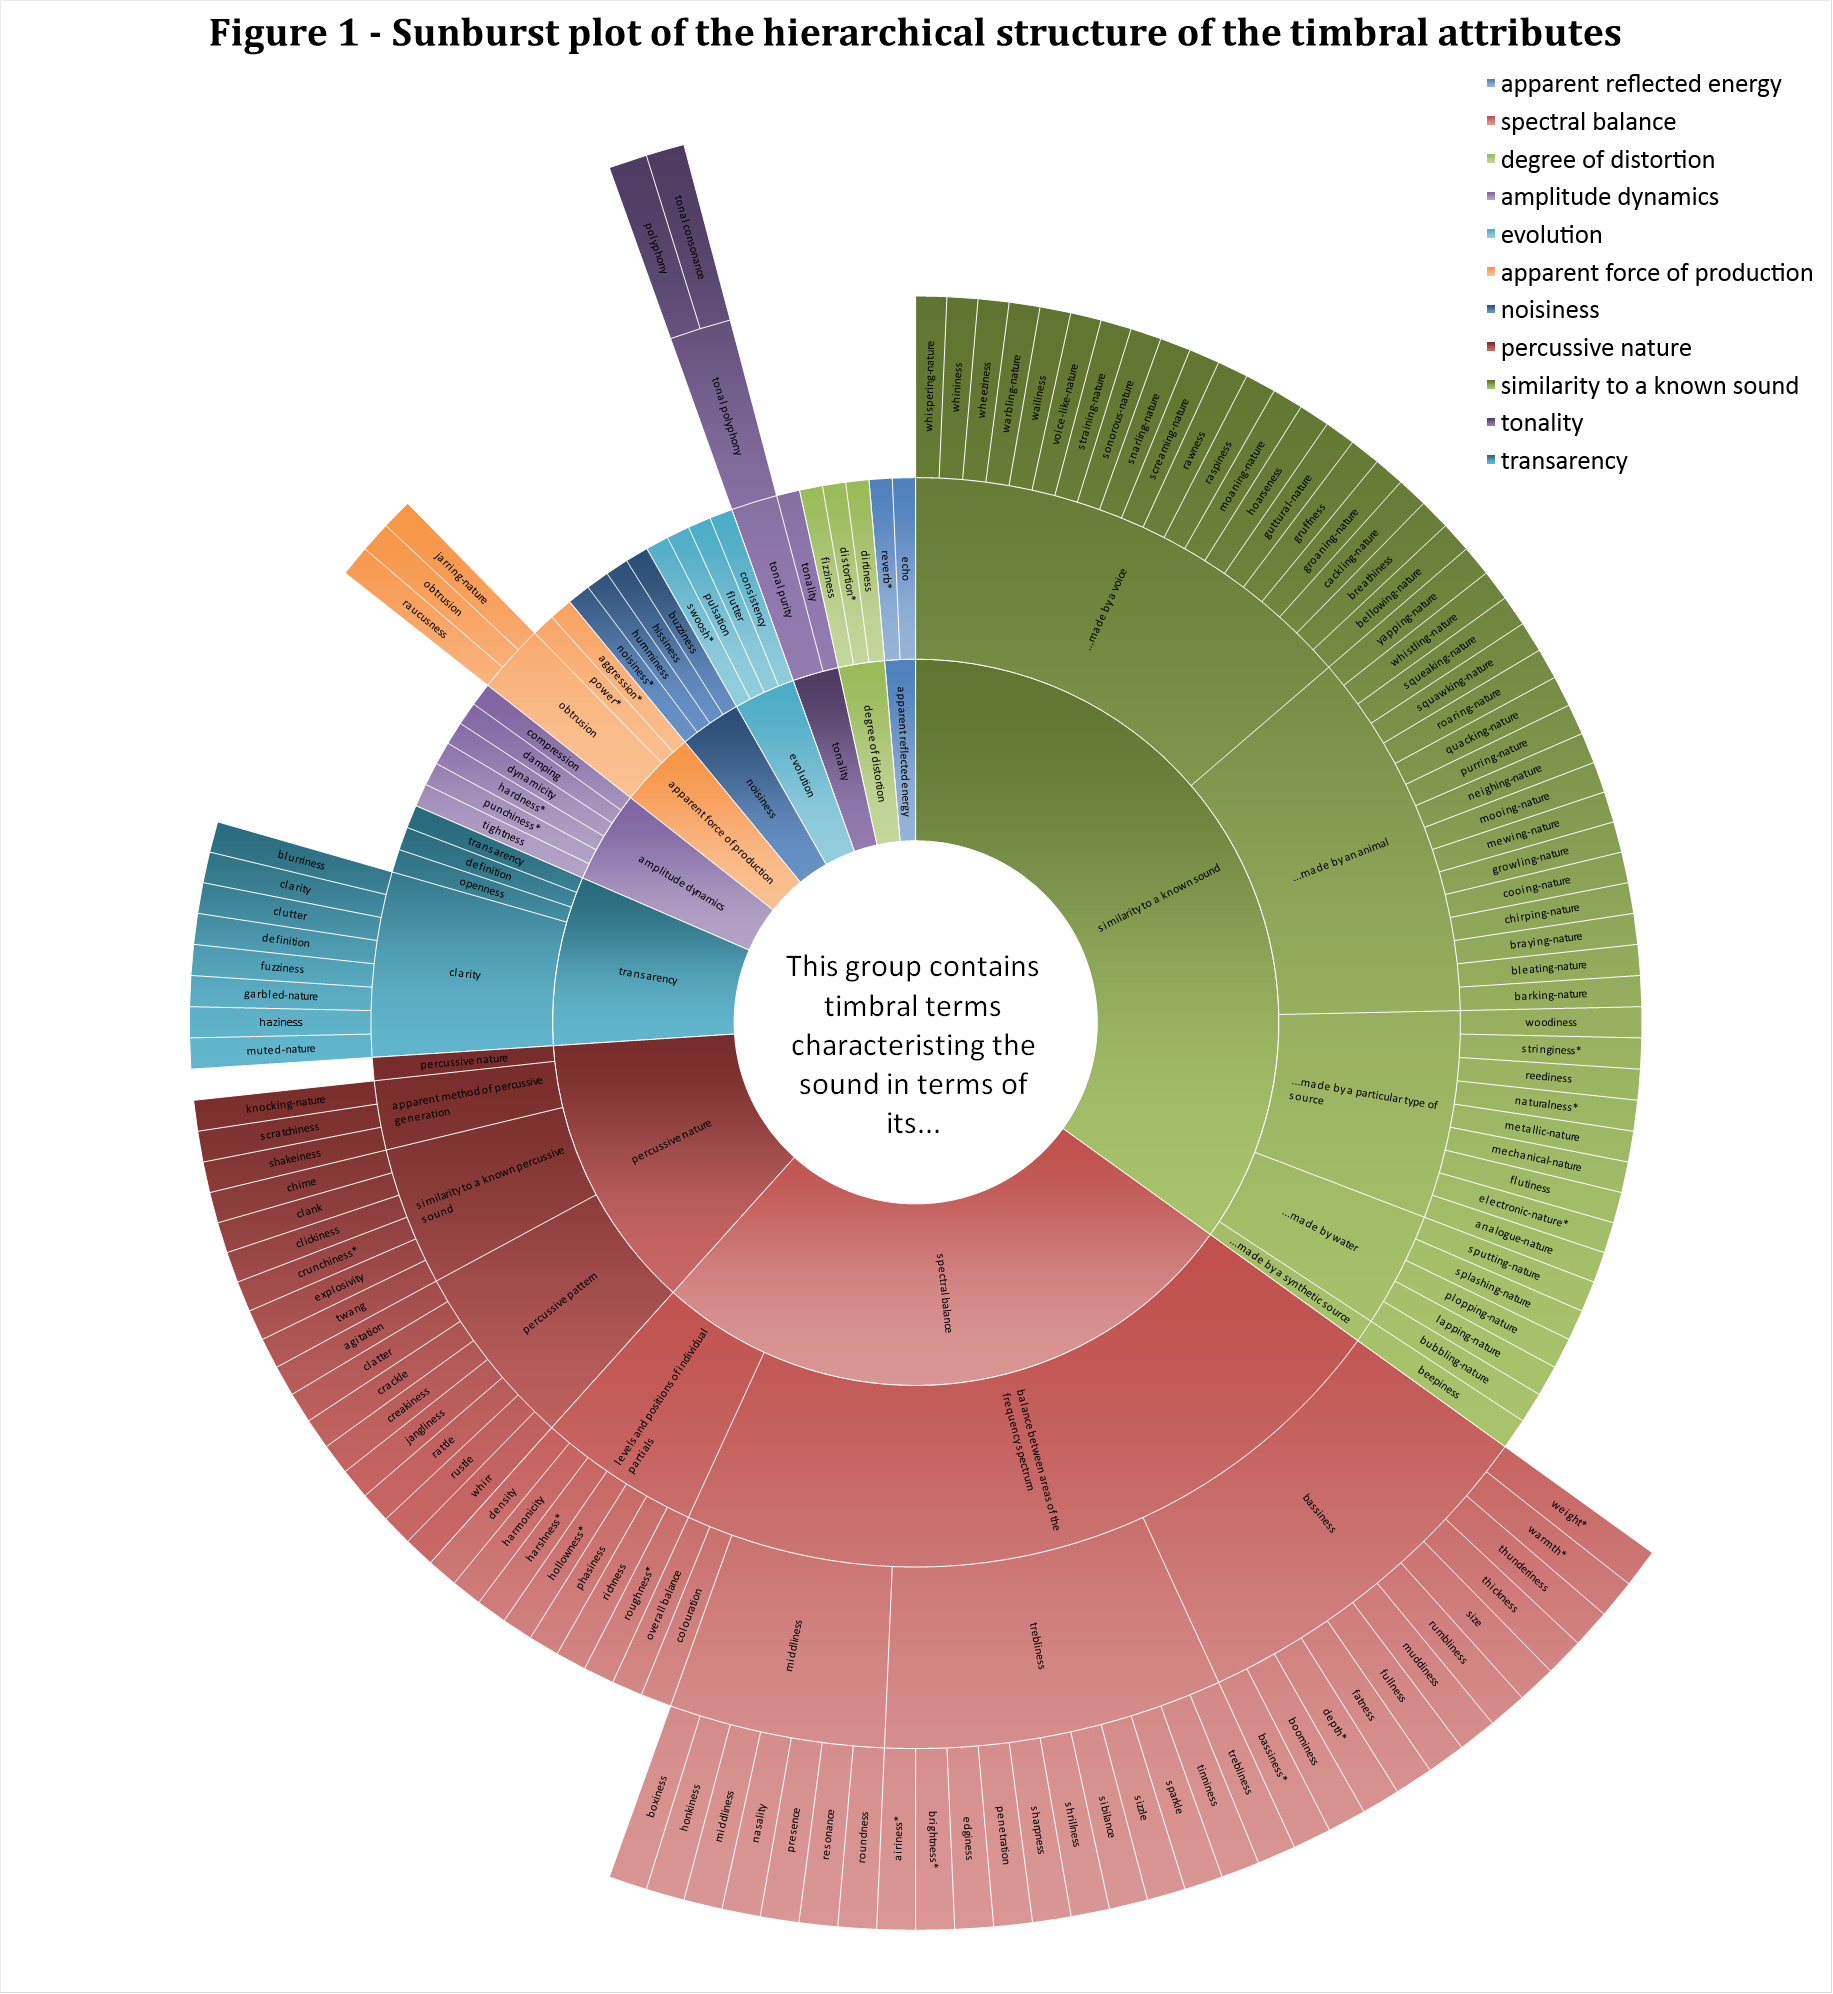 Figure 1 - Sunburst plot of the hierarchical structure of the timbral attributes
apparent reflected energy
spectral balance
degree of distortion
amplitude dynamics
evolution
apparent force of production
noisiness
percussive nature
similarity to a known sound
tonality
transarency
This group contains
timbral terms
characteristing the
sound in terms of
its...
similarity to a known sound
...made by a voice
whispering-nature
whininess
wheeziness
warbling-nature
wailiness
voice-like-nature
straining-nature
sonorous-nature
snarling-nature
screaming-nature
rawness
raspiness
moaning-nature
hoarseness
guttural-nature
gruffness
groaning-nature
cackling-nature
breathiness
bellowing-nature
...made by an animal
yapping-nature
whistling-nature
squeaking-nature
squawking-nature
roaring-nature
quacking-nature
purring-nature
neighing-nature
mooing-nature
mewing-nature
growling-nature
cooing-nature
chirping-nature
braying-nature
bleating-nature
barking-nature
...made by a particular type of
source
woodiness
stringiness*
reediness
naturalness*
metallic-nature
mechanical-nature
flutiness
electronic-nature*
analogue-nature
...made by water
sputting-nature
splashing-nature
plopping-nature
lapping-nature
bubbling-nature
...made by a synthetic source
beepiness
spectral balance
balance between areas of the
frequency spectrum
bassiness
weight*
warmth*
thunderiness
thickness
size
rumbliness
muddiness
fullness
fatness
depth*
boominess
bassiness*
trebliness
trebliness
tinniness
sparkle
sizzle
sibilance
shrillness
sharpness
penetration
edginess
brightness*
airiness*
middliness
roundness
resonance
presence
nasality
middliness
honkiness
boxiness
colouration
overall balance
levels and positions of individual
partials
roughness*
richness
phasiness
hollowness*
harshness*
harmonicity
density
percussive nature
percussive pattern
whirr
rustle
rattle
jangliness
creakiness
crackle
clatter
agitation
similarity to a known percussive
sound
twang
explosivity
crunchiness*
clickiness
clank
chime
apparent method of percussive
generation
shakeiness
scratchiness
knocking-nature
percussive nature
transarency
clarity
muted-nature
haziness
garbled-nature
fuzziness
definition
clutter
clarity
blurriness
openness
definition
transarency
amplitude dynamics
tightness
punchiness*
hardness*
dynamicity
damping
compression
apparent force of production
obtrusion
raucusness
obtrusion
jarring-nature
power*
aggression*
noisiness
noisiness*
humminess
hissiness
buzziness
evolution
swoosh*
pulsation
flutter
consistency
tonality
tonal purity
tonal polyphony
polyphony
tonal consonance
tonality
degree of distortion
fizziness
distortion*
dirtiness
apparent reflected energy
reverb*
echo